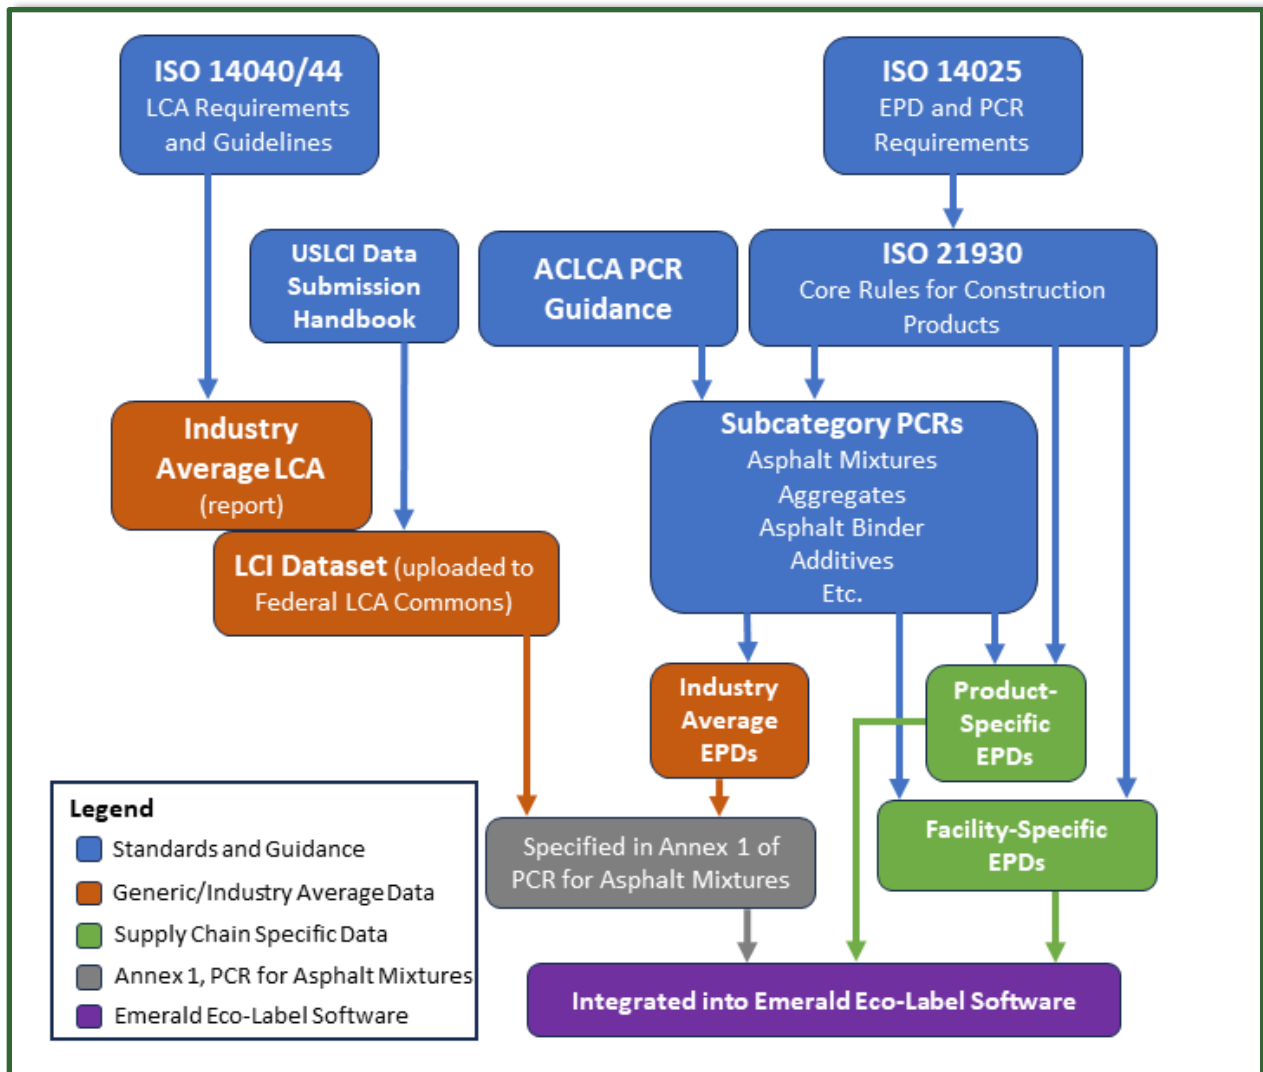 ISO 14040/44
LCA Requirements
and Guidelines
ISO 14025
EPD and PCR
Requirements
USLCI Data
Submission
Handbook
ACLCA PCR
Guidance
ISO 21930
Core Rules for Construction
Products
Industry
Average LCA
(report)
Subcategory PCRs
Asphalt Mixtures
Aggregates
Asphalt Binder
Additives
Etc.
LCI Dataset (uploaded to
Federal LCA Commons)
Industry
Average
EPDs
Product-
Specific
EPDs
Specified in Annex 1 of
PCR for Asphalt Mixtures
Facility-Specific
EPDs
Integrated into Emerald Eco-Label Software
Legend
Standards and Guidance
Generic/Industry Average Data
Supply Chain Specific Data
Annex 1, PCR for Asphalt Mixtures
Emerald Eco-Label Software